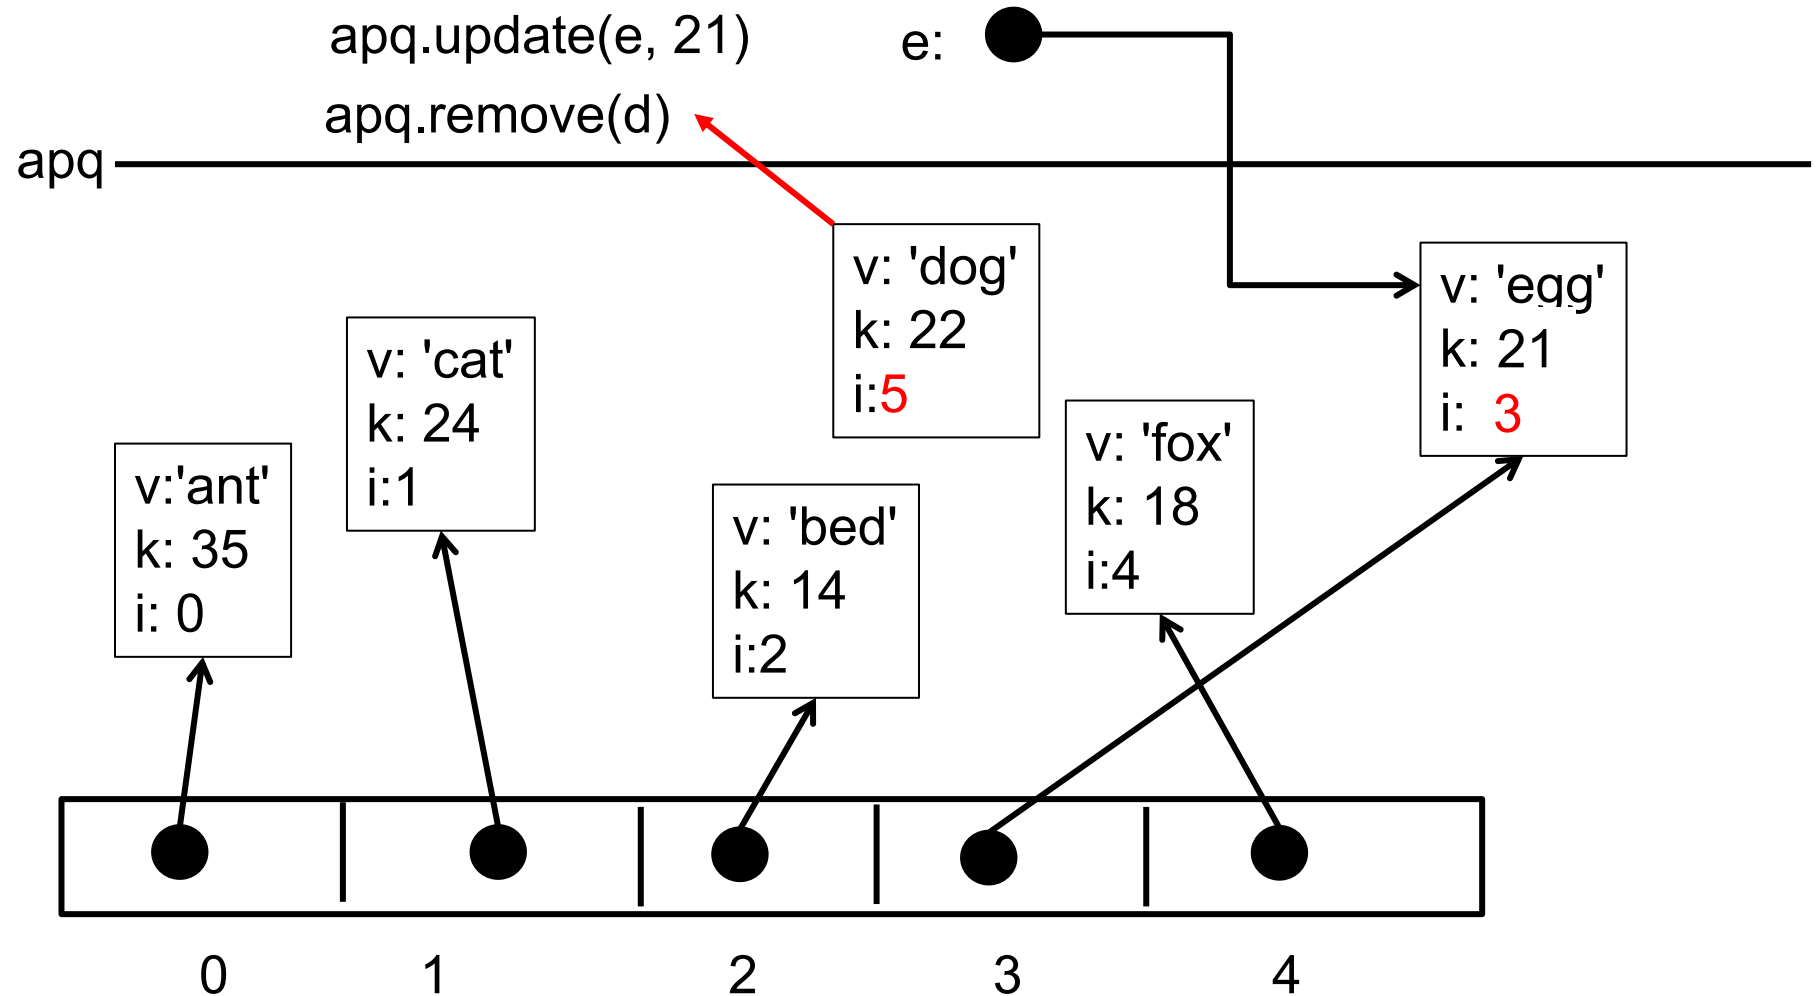 apq.update(e, 21)
e:
apq.remove(d)
apq
v: 'dog'
k: 22
i:5
v: 'egg'
k: 21
i: 3
v: 'cat'
k: 24
i:1
v: 'fox'
k: 18
i:4
v:'ant'
k: 35
i: 0
v: 'bed'
k: 14
i:2
0 1 2 3 4